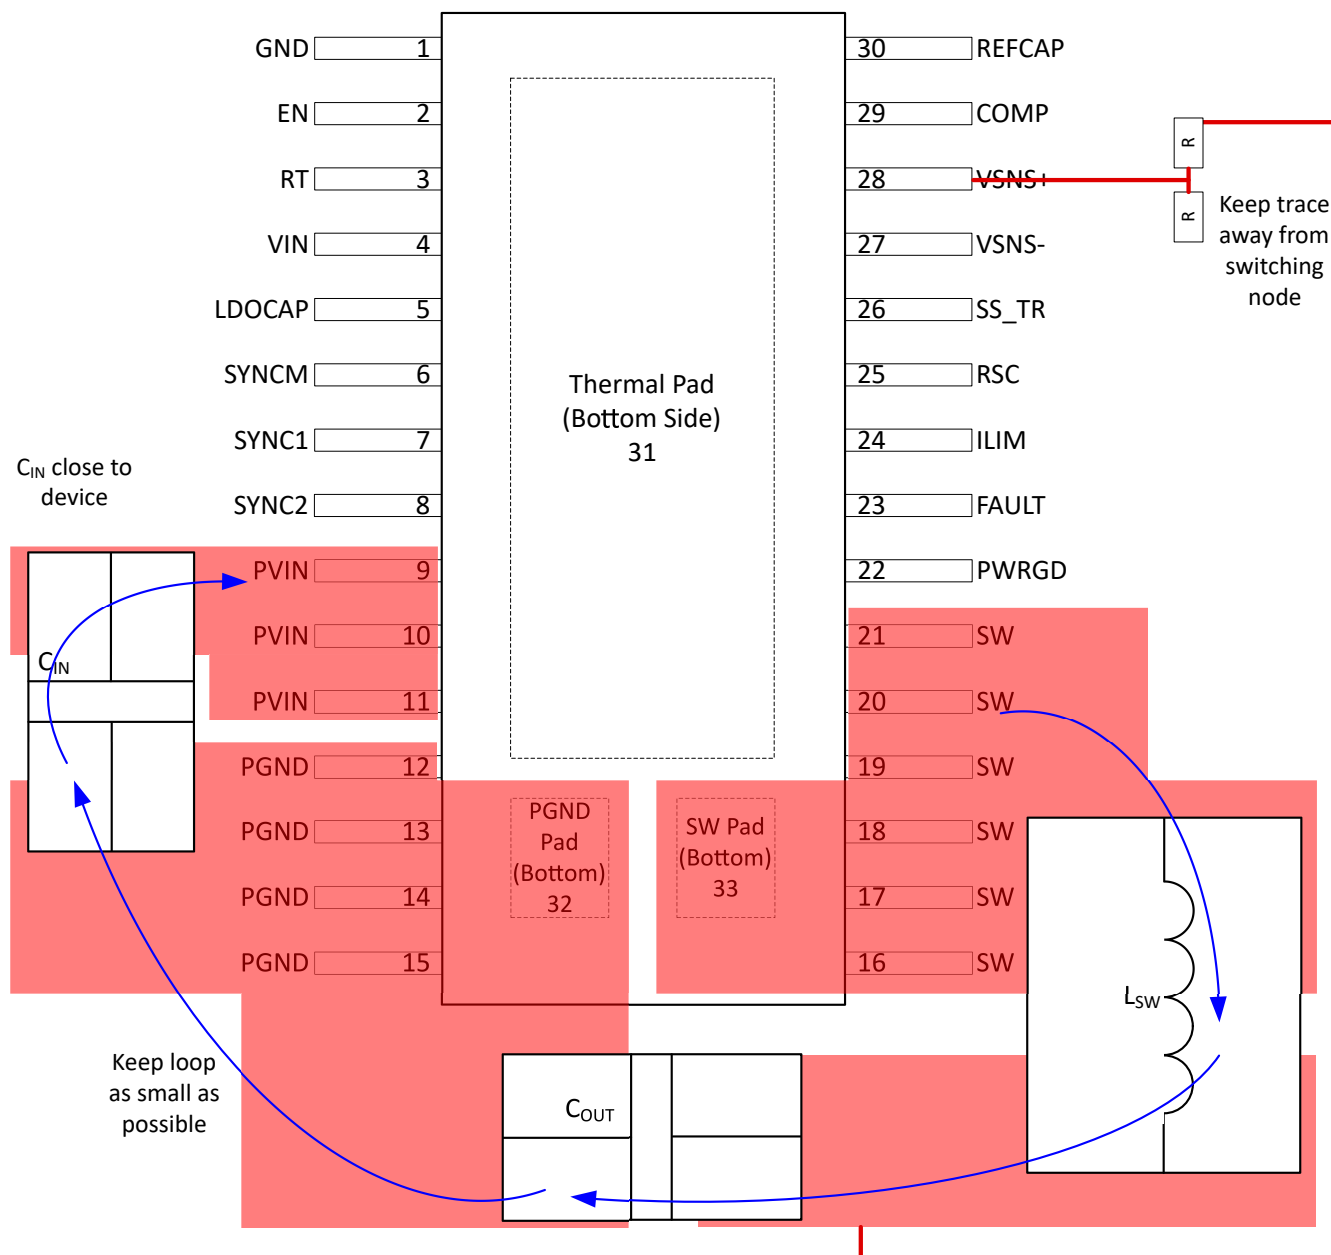 GND 1
EN 2
RT 3
VIN 4
LDOCAP 5
SYNCM 6
SYNC1 7
SYNC2 8
PVIN 9
PVIN 10
PVIN 11
PGND 12
PGND 13
PGND 14
PGND 15
30 REFCAP
29 COMP
28 VSNS+
27 VSNS-
26 SS_TR
25 RSC
24 ILIM
23 FAULT
22 PWRGD
21 SW
20 SW
19 SW
18 SW
17 SW
16 SW
Thermal Pad
(Bottom Side)
31
PGND
Pad
(Bottom)
32
SW Pad
(Bottom)
33
R
R
Keep trace
away from
switching
node
CIN close to
device
CIN
LSW
COUT
Keep loop
as small as
possible